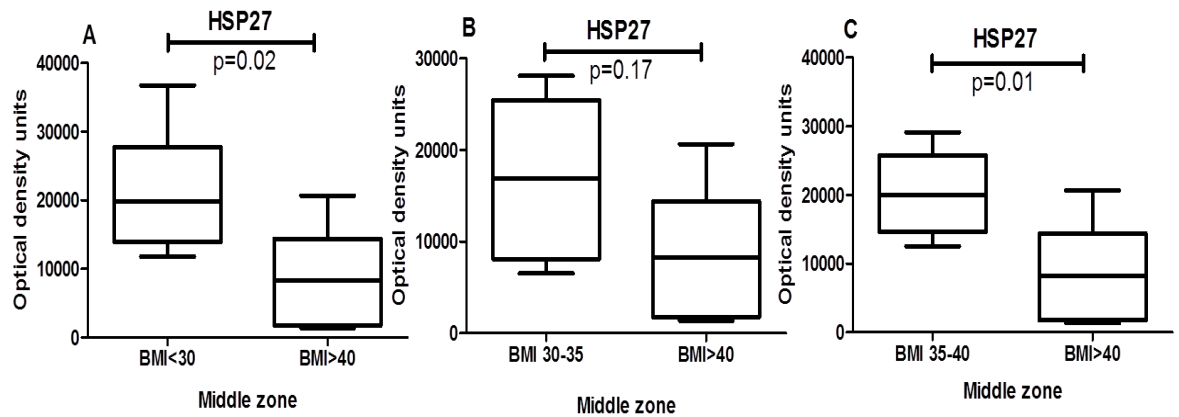 A
HSP27
p=0.02
Optical density units
40000
30000
20000
10000
0
BMI<30
BMI>40
Middle zone
B
HSP27
p=0.17
Optical density units
30000
20000
10000
0
BMI 30-35
BMI>40
Middle zone
C
HSP27
p=0.01
Optical density units
40000
30000
20000
10000
0
BMI 35-40
BMI>40
Middle zone